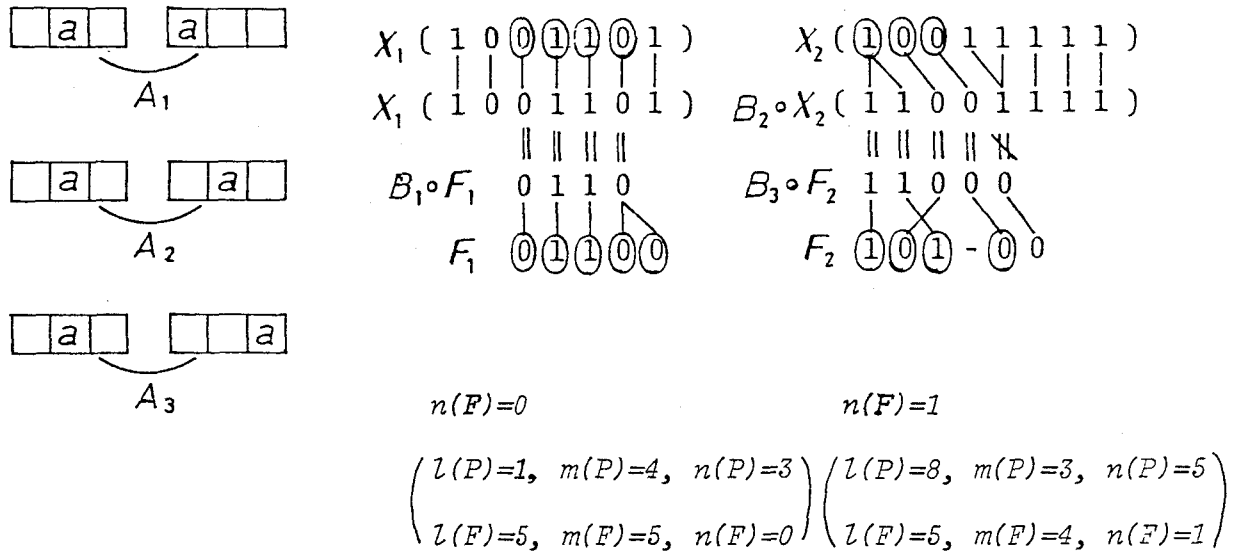 a a
A₁
a a
A₂
a a
A₃
X₁ ( 1 0 0 1 1 0 1 )
X₁ ( 1 0 0 1 1 0 1 )
B₁∘F₁ 0 1 1 0
F₁ 0 1 1 0 0
n(F)=0
l(P)=1, m(P)=4, n(P)=3
l(F)=5, m(F)=5, n(F)=0
X₂ ( 1 0 0 1 1 1 1 1 )
B₂∘X₂ ( 1 1 0 0 1 1 1 1 )
B₃∘F₂ 1 1 0 0 0
F₂ 1 0 1 - 0 0
n(F)=1
l(P)=8, m(P)=3, n(P)=5
l(F)=5, m(F)=4, n(F)=1